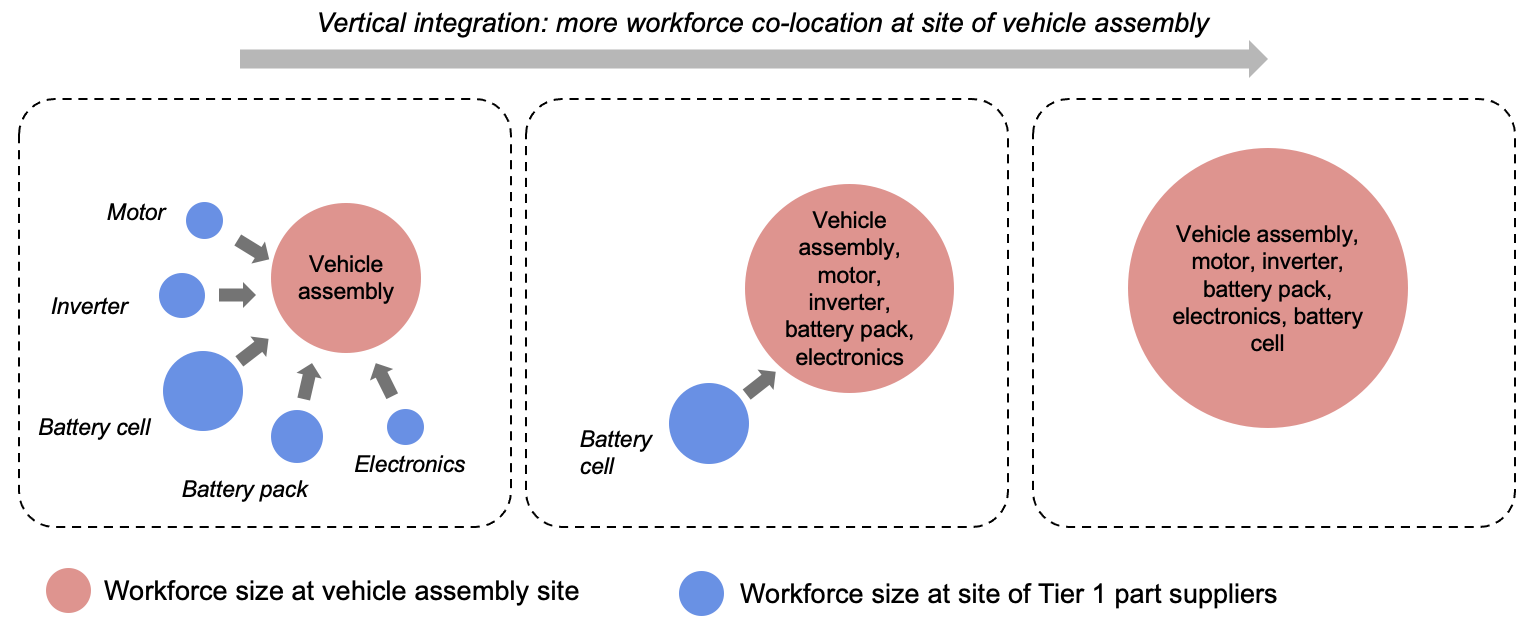 Vertical integration: more workforce co-location at site of vehicle assembly
Motor
Inverter
Battery cell
Battery pack
Electronics
Vehicle
assembly
Battery
cell
Vehicle
assembly,
motor,
inverter,
battery pack,
electronics
Vehicle assembly,
motor, inverter,
battery pack,
electronics, battery
cell
Workforce size at vehicle assembly site
Workforce size at site of Tier 1 part suppliers